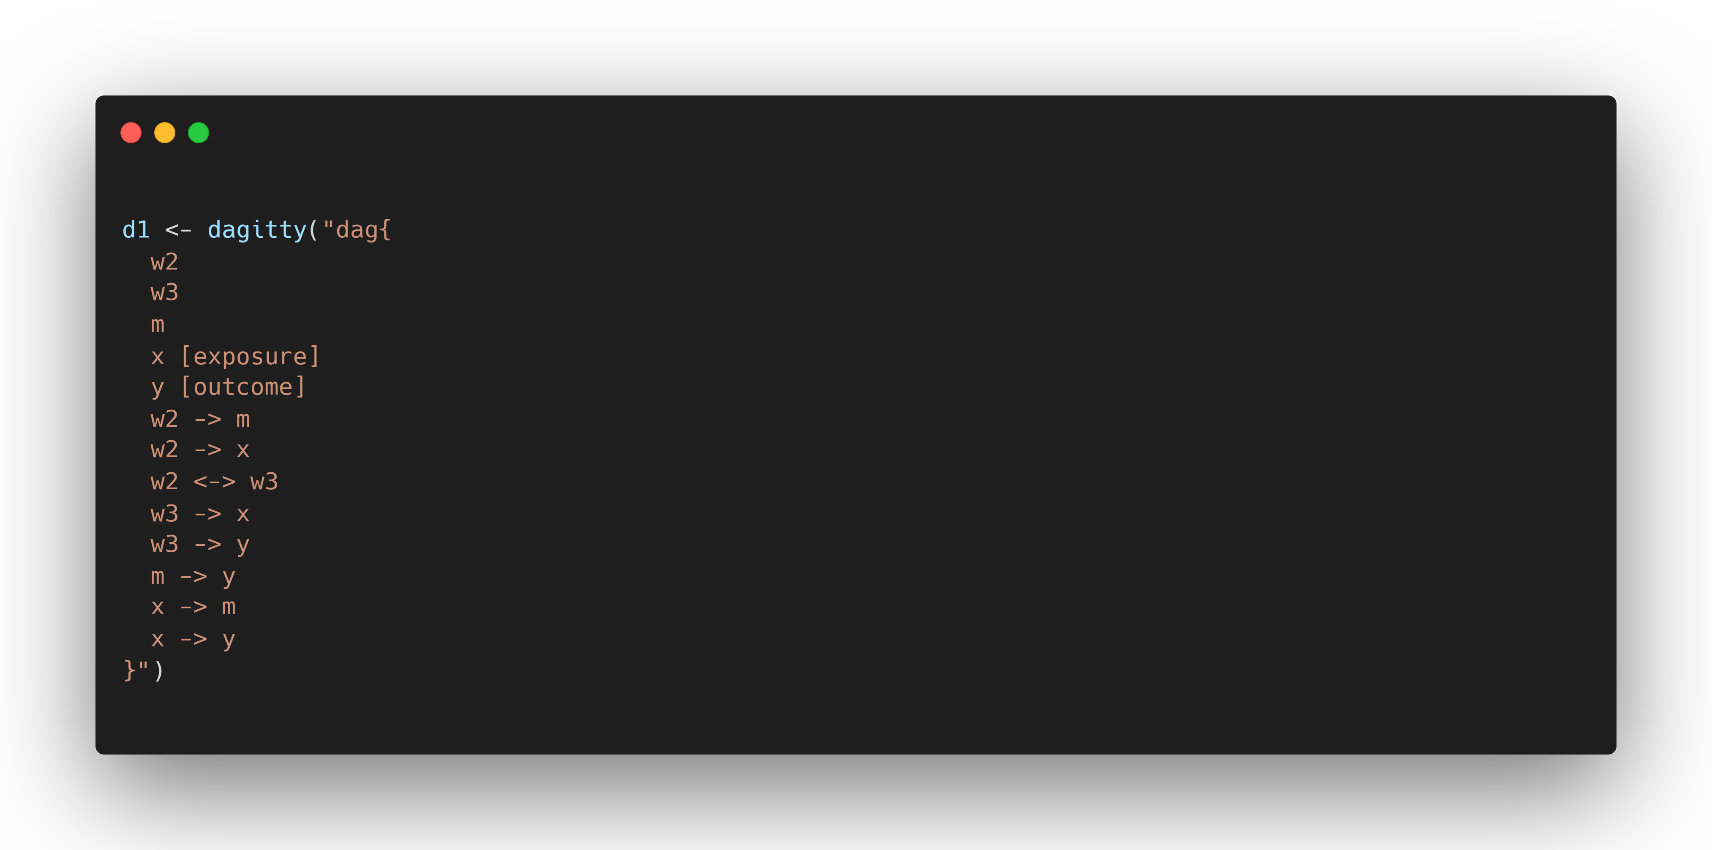 d1 <- dagitty("dag{
  w2
  w3
  m
  x [exposure]
  y [outcome]
  w2 -> m
  w2 -> x
  w2 <-> w3
  w3 -> x
  w3 -> y
  m -> y
  x -> m
  x -> y
}")